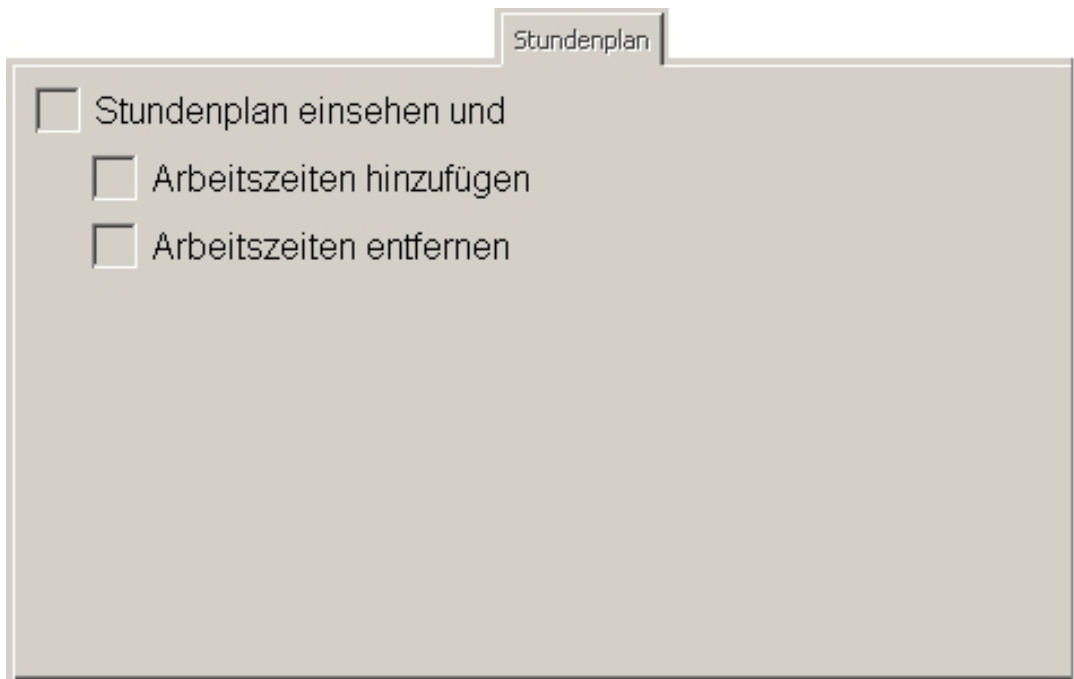 Stundenplan
Stundenplan einsehen und
Arbeitszeiten hinzufügen
Arbeitszeiten entfernen